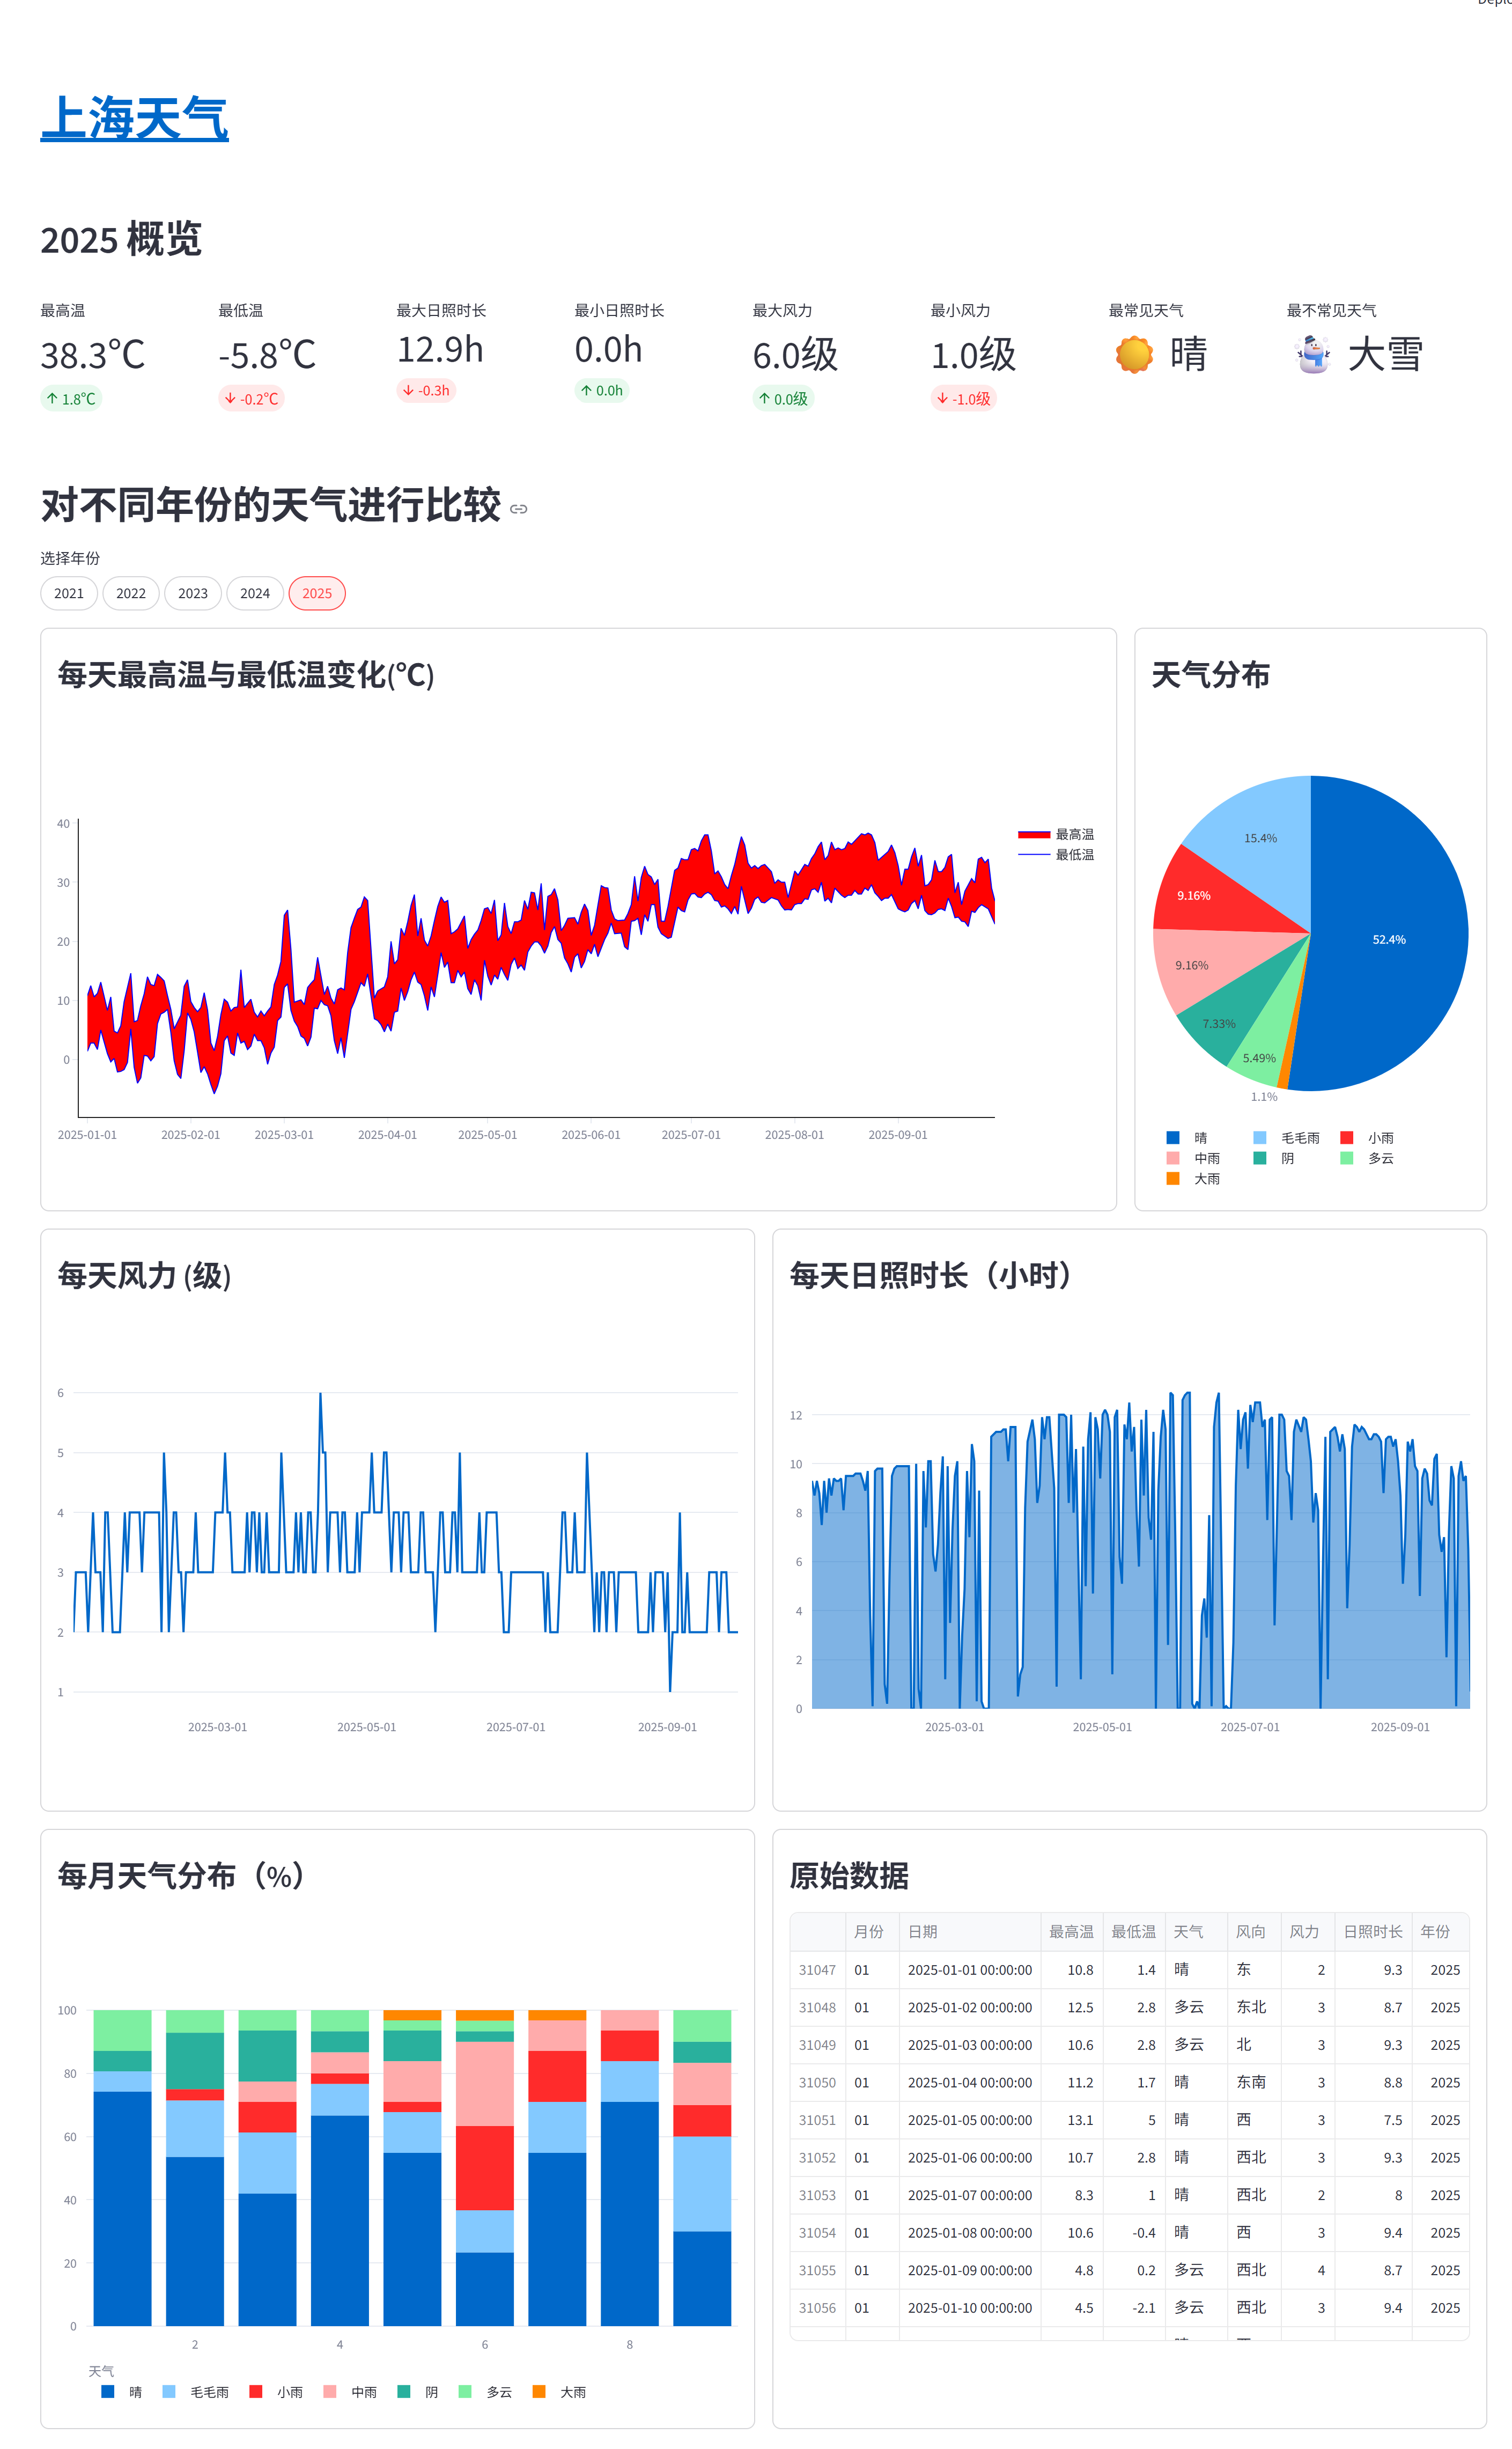 上海天气
2025 概览
最高温 最低温 最大日照时长 最小日照时长 最大风力 最小风力 最常见天气 最不常见天气
38.3℃ -5.8℃ 12.9h 0.0h 6.0级 1.0级 晴 大雪
1.8℃ -0.2℃ -0.3h 0.0h 0.0级 -1.0级
对不同年份的天气进行比较
选择年份
2021 2022 2023 2024 2025
每天最高温与最低温变化(℃)
40
30
20
10
0
2025-01-01 2025-02-01 2025-03-01 2025-04-01 2025-05-01 2025-06-01 2025-07-01 2025-08-01 2025-09-01
最高温
最低温
天气分布
15.4%
9.16%
52.4%
9.16%
7.33%
5.49%
1.1%
晴 毛毛雨 小雨
中雨 阴 多云
大雨
每天风力 (级)
6
5
4
3
2
1
2025-03-01 2025-05-01 2025-07-01 2025-09-01
每天日照时长（小时）
12
10
8
6
4
2
0
2025-03-01 2025-05-01 2025-07-01 2025-09-01
每月天气分布（%）
100
80
60
40
20
0
2 4 6 8
天气
晴 毛毛雨 小雨 中雨 阴 多云 大雨
原始数据
月份 日期 最高温 最低温 天气 风向 风力 日照时长 年份
31047 01 2025-01-01 00:00:00 10.8 1.4 晴 东 2 9.3 2025
31048 01 2025-01-02 00:00:00 12.5 2.8 多云 东北 3 8.7 2025
31049 01 2025-01-03 00:00:00 10.6 2.8 多云 北 3 9.3 2025
31050 01 2025-01-04 00:00:00 11.2 1.7 晴 东南 3 8.8 2025
31051 01 2025-01-05 00:00:00 13.1 5 晴 西 3 7.5 2025
31052 01 2025-01-06 00:00:00 10.7 2.8 晴 西北 3 9.3 2025
31053 01 2025-01-07 00:00:00 8.3 1 晴 西北 2 8 2025
31054 01 2025-01-08 00:00:00 10.6 -0.4 晴 西 3 9.4 2025
31055 01 2025-01-09 00:00:00 4.8 0.2 多云 西北 4 8.7 2025
31056 01 2025-01-10 00:00:00 4.5 -2.1 多云 西北 3 9.4 2025